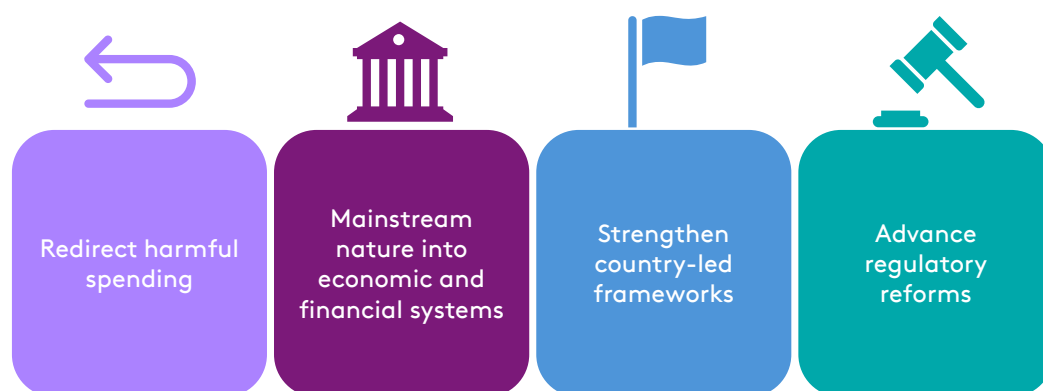 Redirect harmful
spending
Mainstream
nature into
economic and
financial systems
Strengthen
country-led
frameworks
Advance
regulatory
reforms